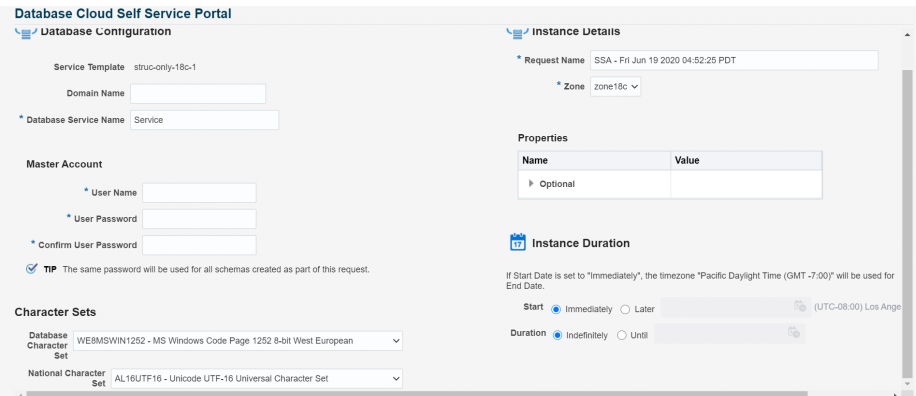 Database Cloud Self Service Portal
Database Configuration
Service Template struc-only-18c-1
Domain Name
* Database Service Name Service
Master Account
* User Name
* User Password
* Confirm User Password
TIP The same password will be used for all schemas created as part of this request.
Character Sets
Database Character Set WE8MSWIN1252 - MS Windows Code Page 1252 8-bit West European
National Character Set AL16UTF16 - Unicode UTF-16 Universal Character Set
Instance Details
* Request Name SSA - Fri Jun 19 2020 04:52:25 PDT
* Zone zone18c
Properties
Name Value
Optional
17 Instance Duration
If Start Date is set to "Immediately", the timezone "Pacific Daylight Time (GMT -7:00)" will be used for
End Date.
Start Immediately Later (UTC-08:00) Los Ange
Duration Indefinitely Until